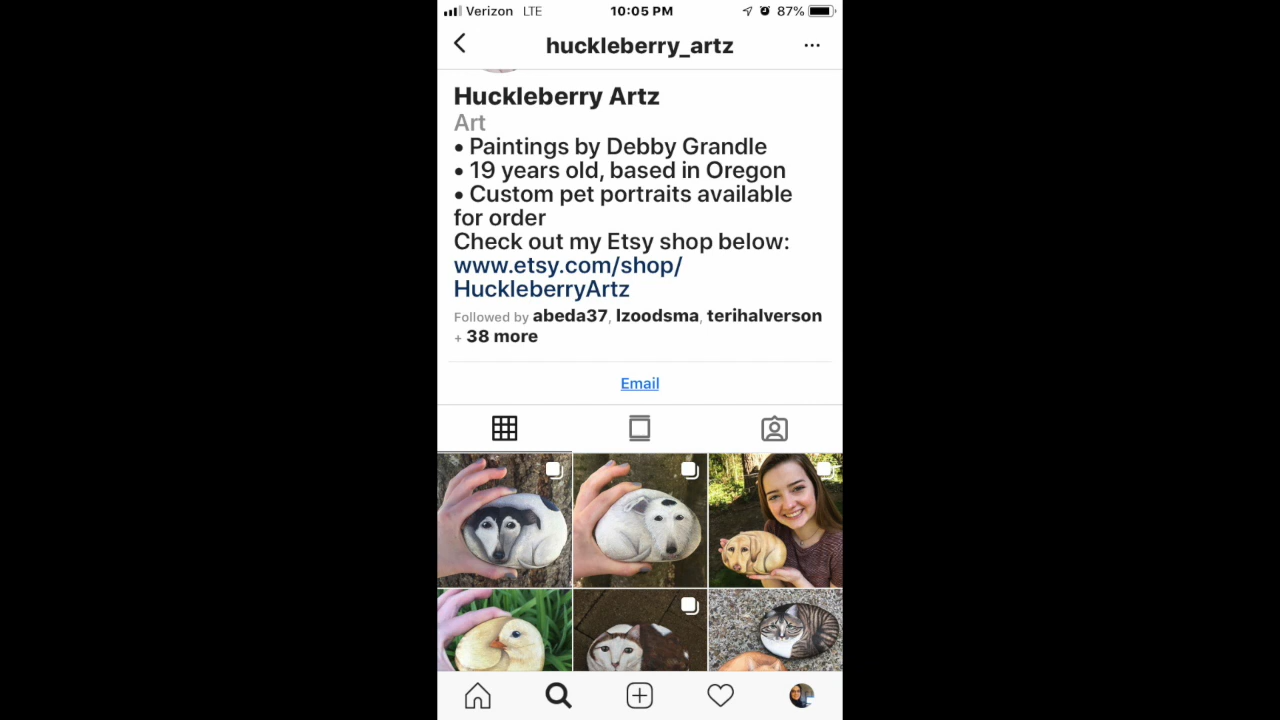 Verizon LTE 10:05 PM 87%
huckleberry_artz
Huckleberry Artz
Art
• Paintings by Debby Grandle
• 19 years old, based in Oregon
• Custom pet portraits available
for order
Check out my Etsy shop below:
www.etsy.com/shop/
HuckleberryArtz
Followed by abeda37, lzoodsma, terihalverson
+ 38 more
Email